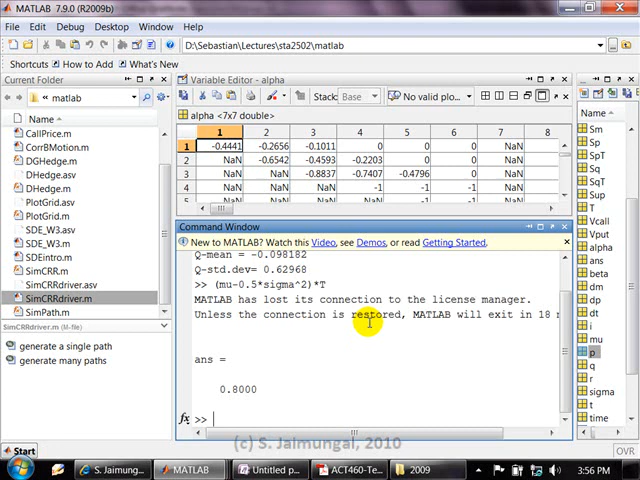 MATLAB 7.9.0 (R2009b)
File Edit Debug Desktop Window Help
D:\Sebastian\Lectures\sta2502\matlab
Shortcuts How to Add What's New
Current Folder
matlab
Name
CallPrice.m
CorrBMotion.m
DGHedge.m
DHedge.asv
DHedge.m
PlotGrid.asv
PlotGrid.m
SDE_W3.asv
SDE_W3.m
SDEintro.m
SimCRR.m
SimCRRdriver.asv
SimCRRdriver.m
SimPath.m
SimCRRdriver.m (M-file)
generate a single path
generate many paths
Variable Editor - alpha
Stack: Base
No valid plo...
alpha <7x7 double>
1 2 3 4 5 6 7 8
1 -0.4441 -0.2656 -0.1011 0 0 0 NaN
2 NaN -0.6542 -0.4593 -0.2203 0 0 NaN
3 NaN NaN -0.8837 -0.7407 -0.4796 0 NaN
4 NaN NaN NaN -1 -1 -1 NaN
5
Command Window
New to MATLAB? Watch this Video, see Demos, or read Getting Started.
Q-mean = -0.098182
Q-std.dev= 0.62968
>> (mu-0.5*sigma^2)*T
MATLAB has lost its connection to the license manager.
Unless the connection is restored, MATLAB will exit in 18 m
ans =
0.8000
fx >>
Name
Sm
Sp
SpT
Sq
SqT
Sup
T
Vcall
Vput
alpha
ans
beta
dm
dt
i
mu
p
q
r
sigma
t
time
(c) S. Jaimungal, 2010
Start
OVR
S. Jaimung...
MATLAB
Untitled p...
ACT460-Te...
2009
3:56 PM